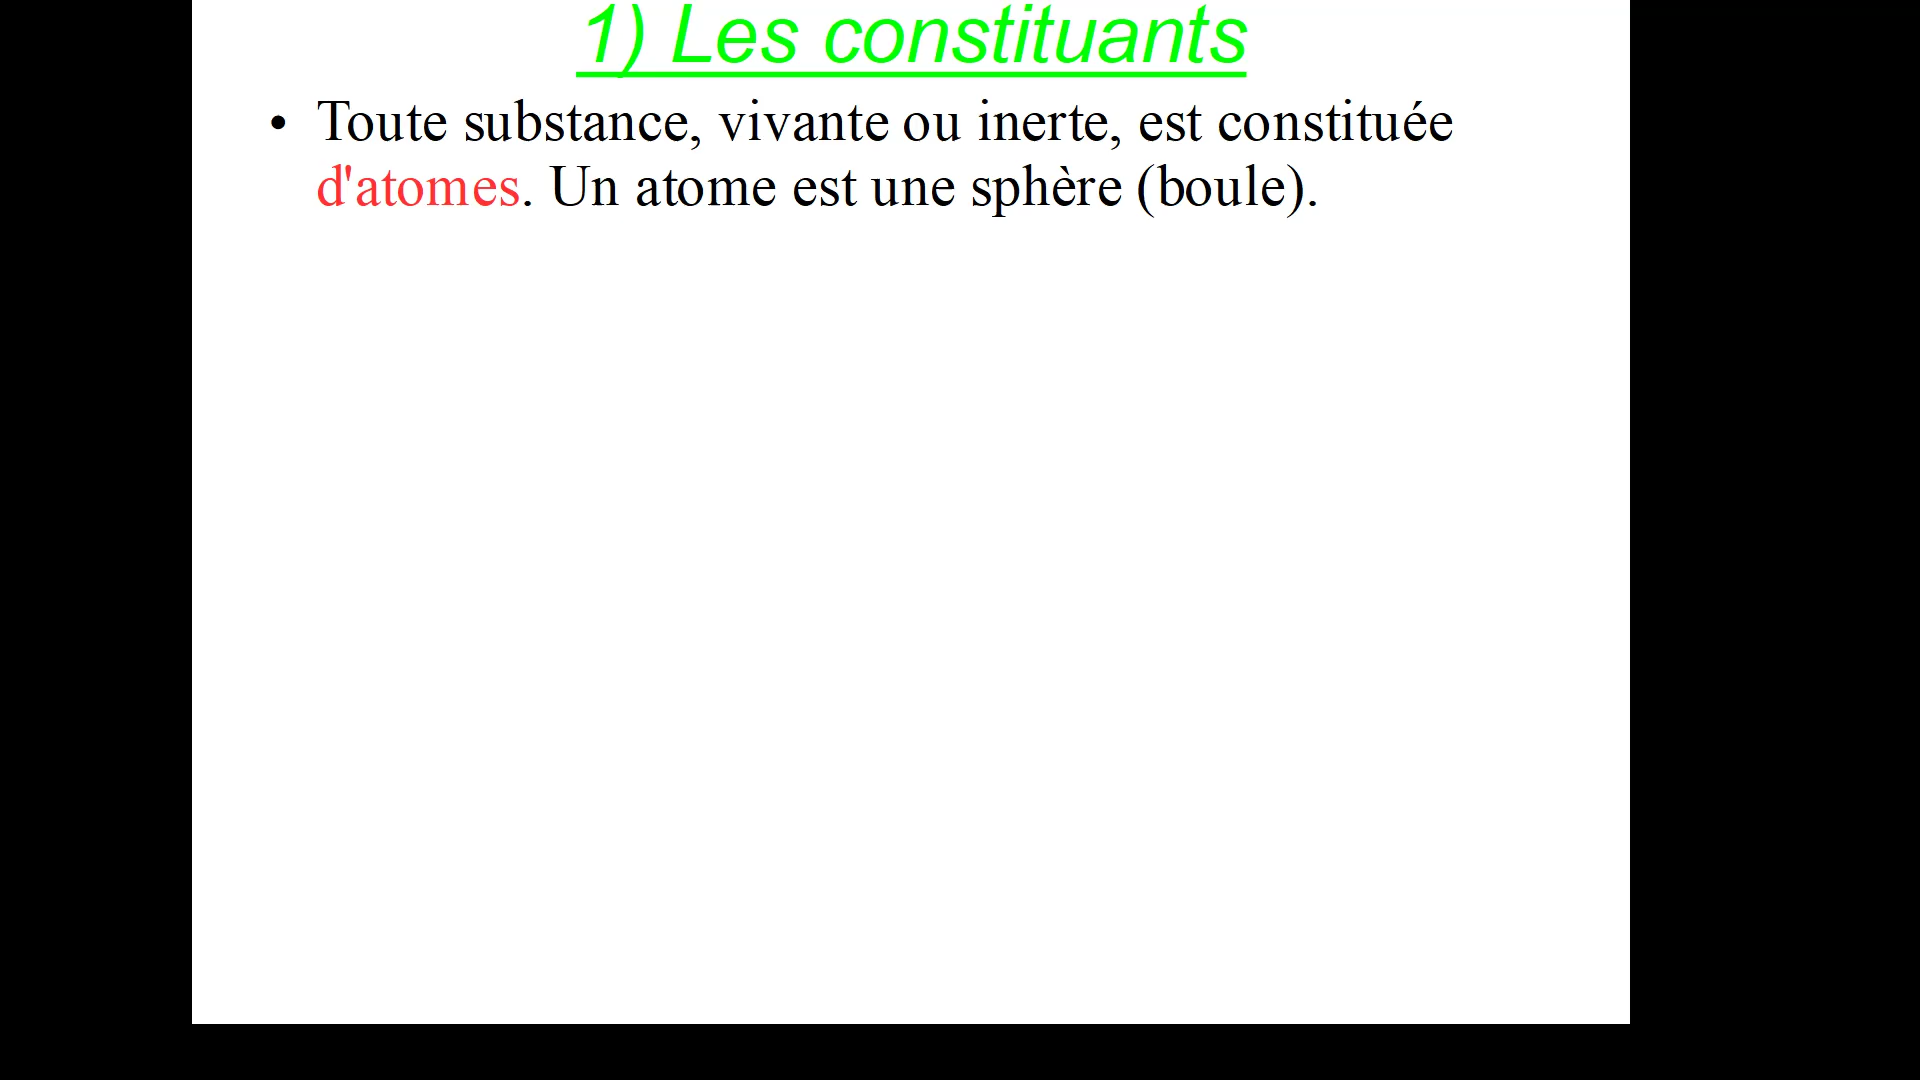 1) Les constituants
• Toute substance, vivante ou inerte, est constituée
d'atomes. Un atome est une sphère (boule).